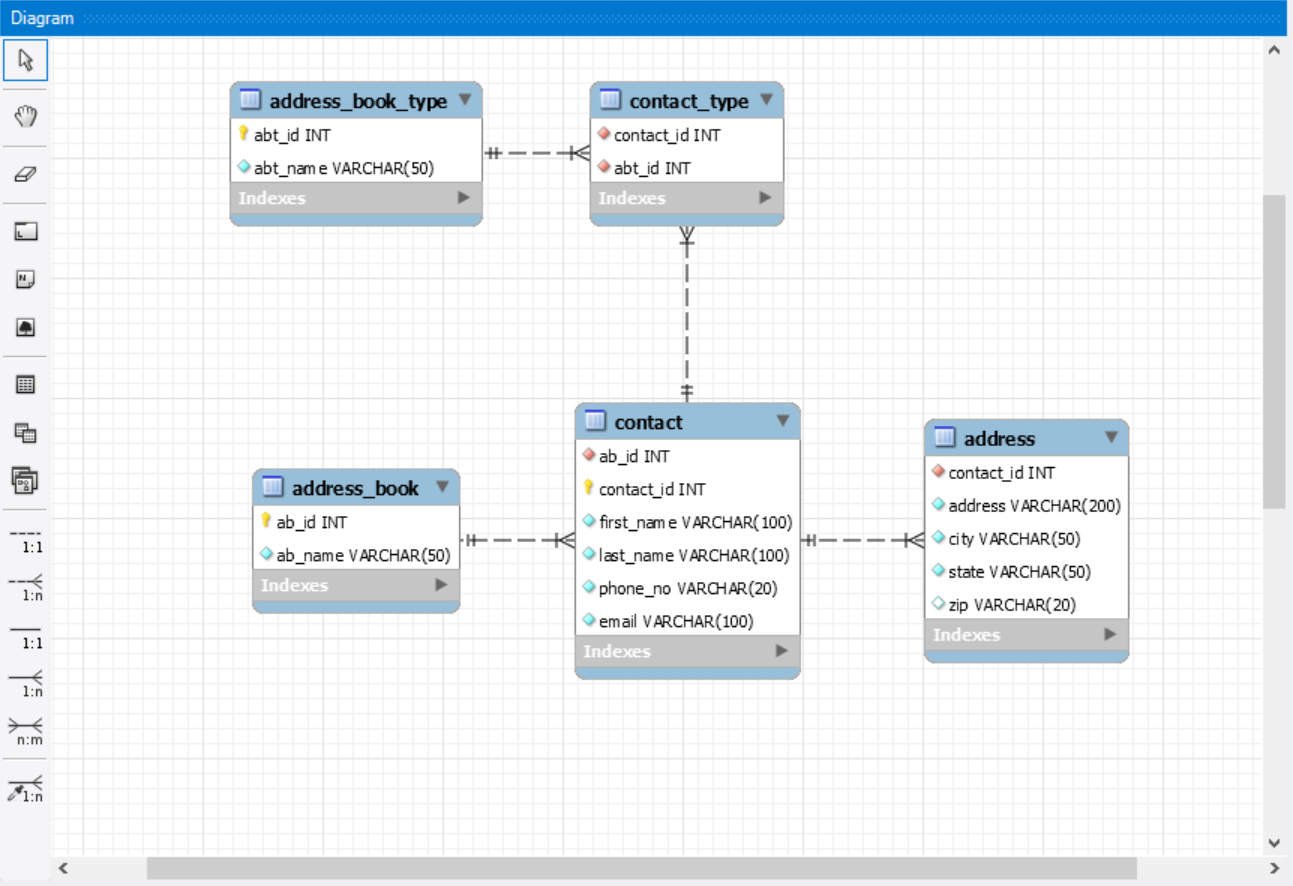 Diagram
address_book_type
abt_id INT
abt_name VARCHAR(50)
Indexes
contact_type
contact_id INT
abt_id INT
Indexes
address_book
ab_id INT
ab_name VARCHAR(50)
Indexes
contact
ab_id INT
contact_id INT
first_name VARCHAR(100)
last_name VARCHAR(100)
phone_no VARCHAR(20)
email VARCHAR(100)
Indexes
address
contact_id INT
address VARCHAR(200)
city VARCHAR(50)
state VARCHAR(50)
zip VARCHAR(20)
Indexes
1:1
1:n
1:1
1:n
n:m
1:n